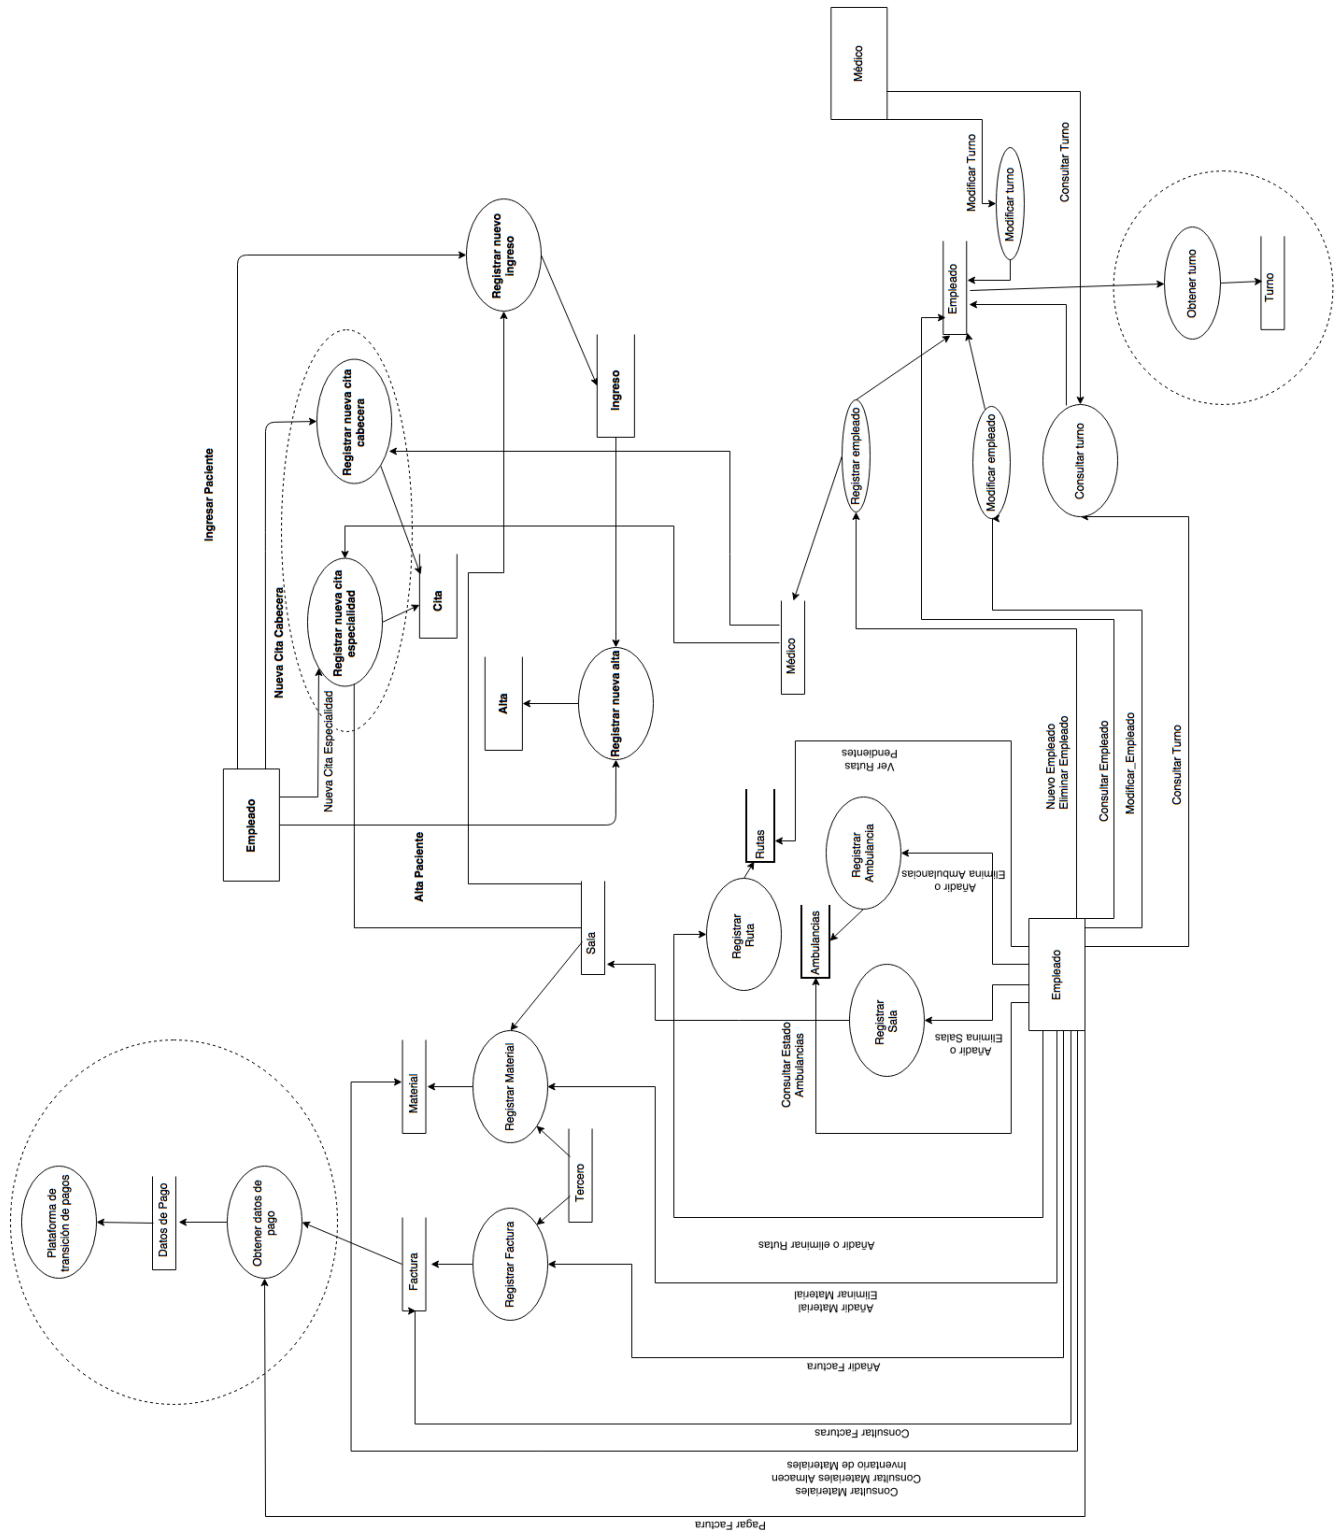 Médico
Modificar Turno
Modificar turno
Consultar Turno
Obtener turno
Turno
Empleado
Registrar nuevo
ingreso
Ingreso
Registrar nueva cita
cabecera
Registrar nueva cita
especialidad
Cita
Ingresar Paciente
Nueva Cita Cabecera
Nueva Cita Especialidad
Empleado
Alta Paciente
Alta
Registrar nueva alta
Registrar empleado
Modificar empleado
Consultar turno
Médico
Nuevo Empleado
Eliminar Empleado
Consultar Empleado
Modificar_Empleado
Consultar Turno
Ver Rutas
Pendientes
Rutas
Registrar
Ruta
Registrar
Ambulancia
Ambulancias
Añadir o
Elimina Ambulancias
Sala
Registrar
Sala
Añadir o
Elimina Salas
Consultar Estado
Ambulancias
Empleado
Material
Registrar Material
Tercero
Factura
Registrar Factura
Plataforma de
transición de pagos
Datos de Pago
Obtener datos de
pago
Añadir o eliminar Rutas
Añadir Material
Eliminar Material
Añadir Factura
Consultar Facturas
Consultar Materiales
Consultar Materiales Almacen
Inventario de Materiales
Pagar Factura